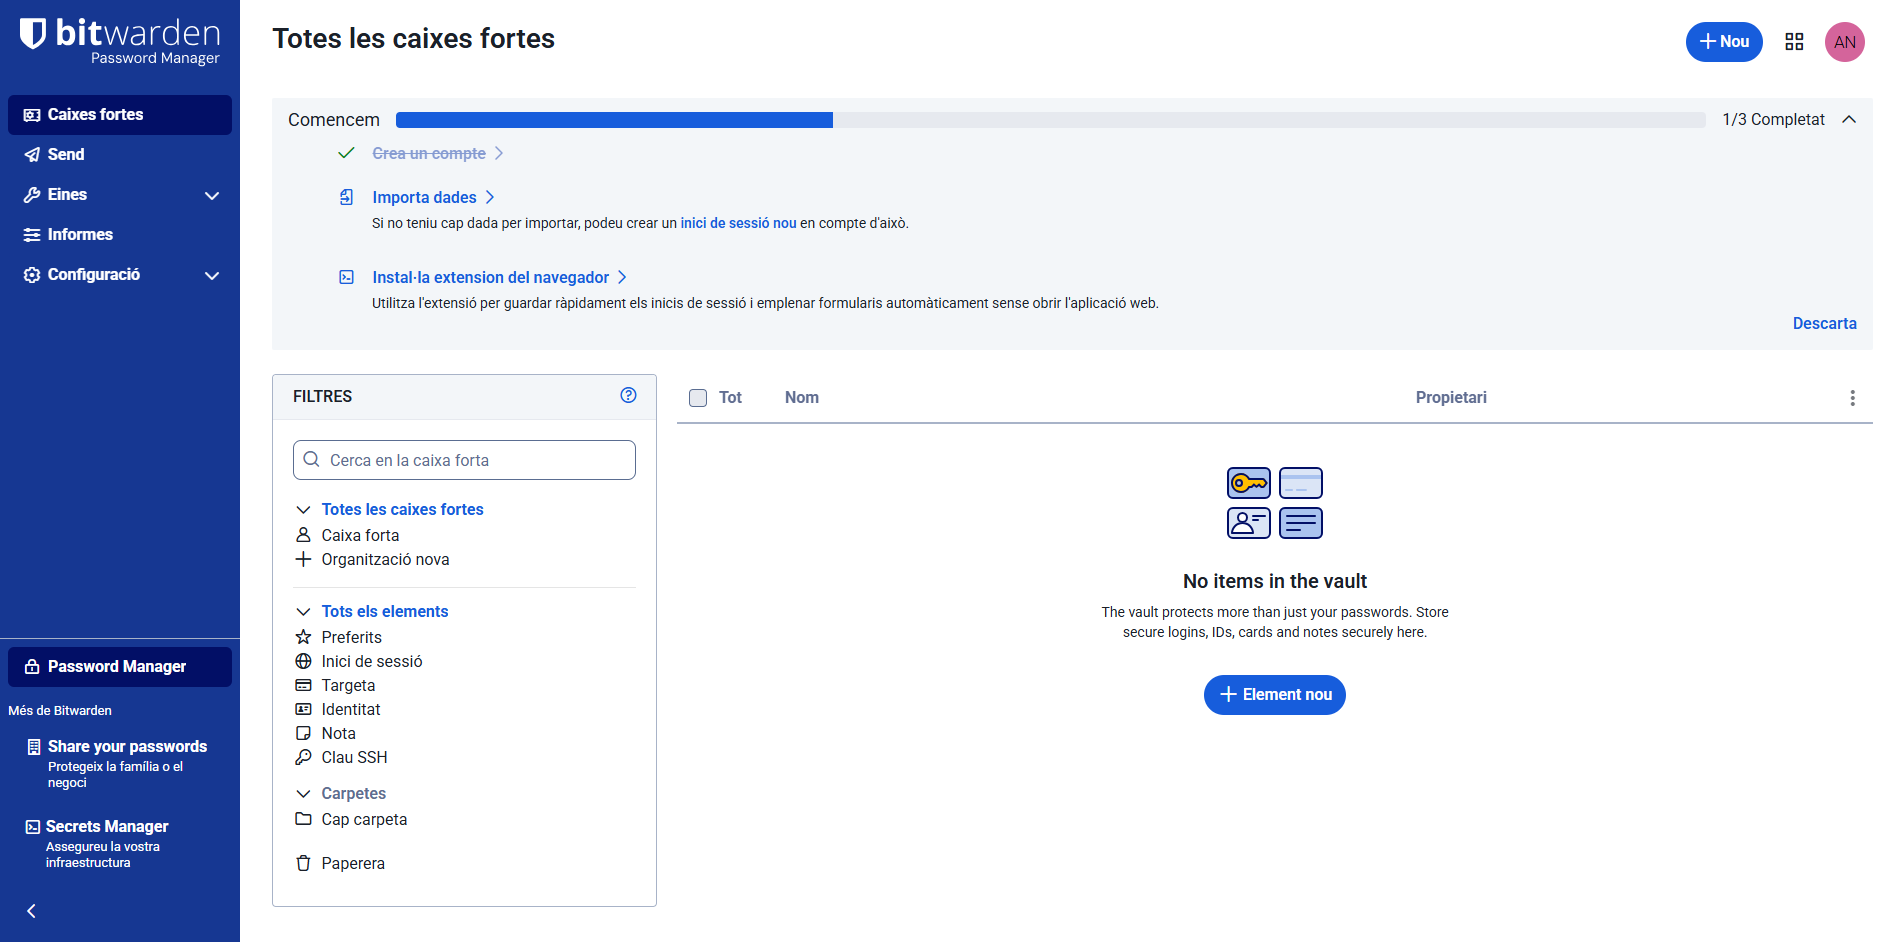 bitwarden
Password Manager
Caixes fortes
Send
Eines
Informes
Configuració
Password Manager
Més de Bitwarden
Share your passwords
Protegeix la família o el
negoci
Secrets Manager
Assegureu la vostra
infraestructura
Totes les caixes fortes
Nou
AN
Comencem
1/3 Completat
Crea un compte
Importa dades
Si no teniu cap dada per importar, podeu crear un inici de sessió nou en compte d'això.
Instal·la extension del navegador
Utilitza l'extensió per guardar ràpidament els inicis de sessió i emplenar formularis automàticament sense obrir l'aplicació web.
Descarta
FILTRES
Cerca en la caixa forta
Totes les caixes fortes
Caixa forta
Organització nova
Tots els elements
Preferits
Inici de sessió
Targeta
Identitat
Nota
Clau SSH
Carpetes
Cap carpeta
Paperera
Tot Nom Propietari
No items in the vault
The vault protects more than just your passwords. Store
secure logins, IDs, cards and notes securely here.
Element nou